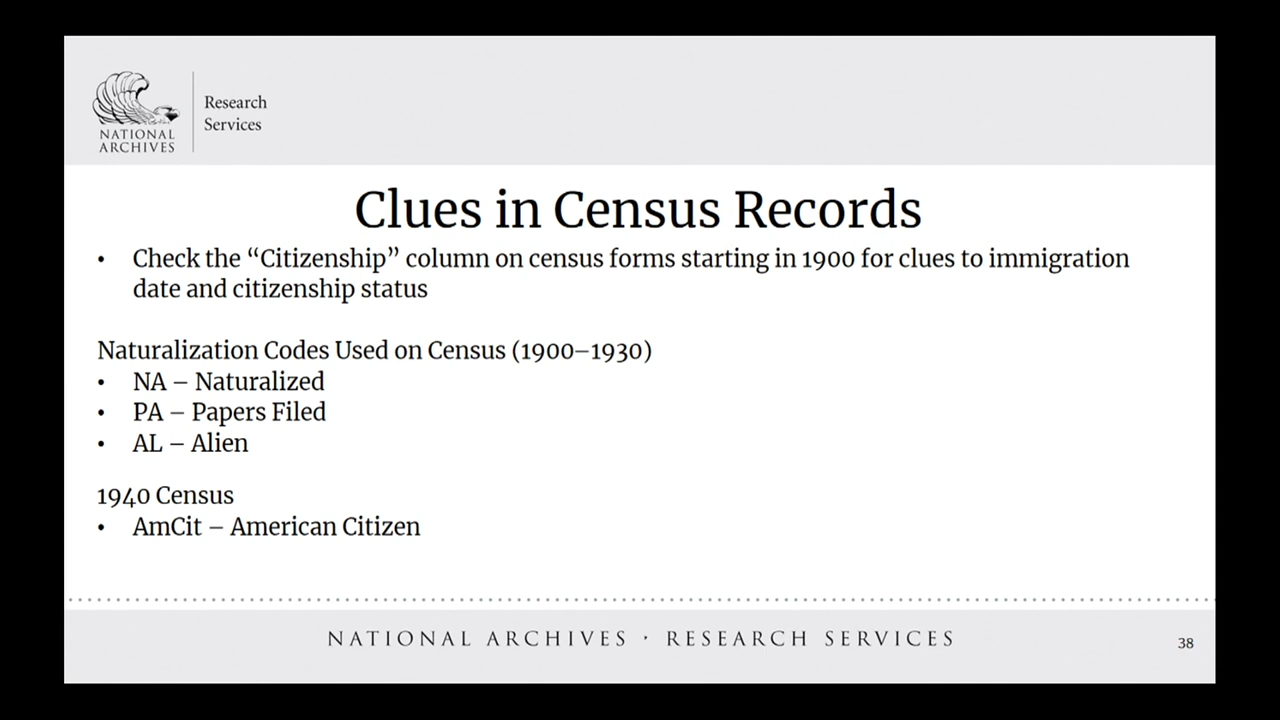 NATIONAL
ARCHIVES
Research
Services
Clues in Census Records
• Check the “Citizenship” column on census forms starting in 1900 for clues to immigration
date and citizenship status
Naturalization Codes Used on Census (1900–1930)
• NA – Naturalized
• PA – Papers Filed
• AL – Alien
1940 Census
• AmCit – American Citizen
NATIONAL ARCHIVES · RESEARCH SERVICES
38